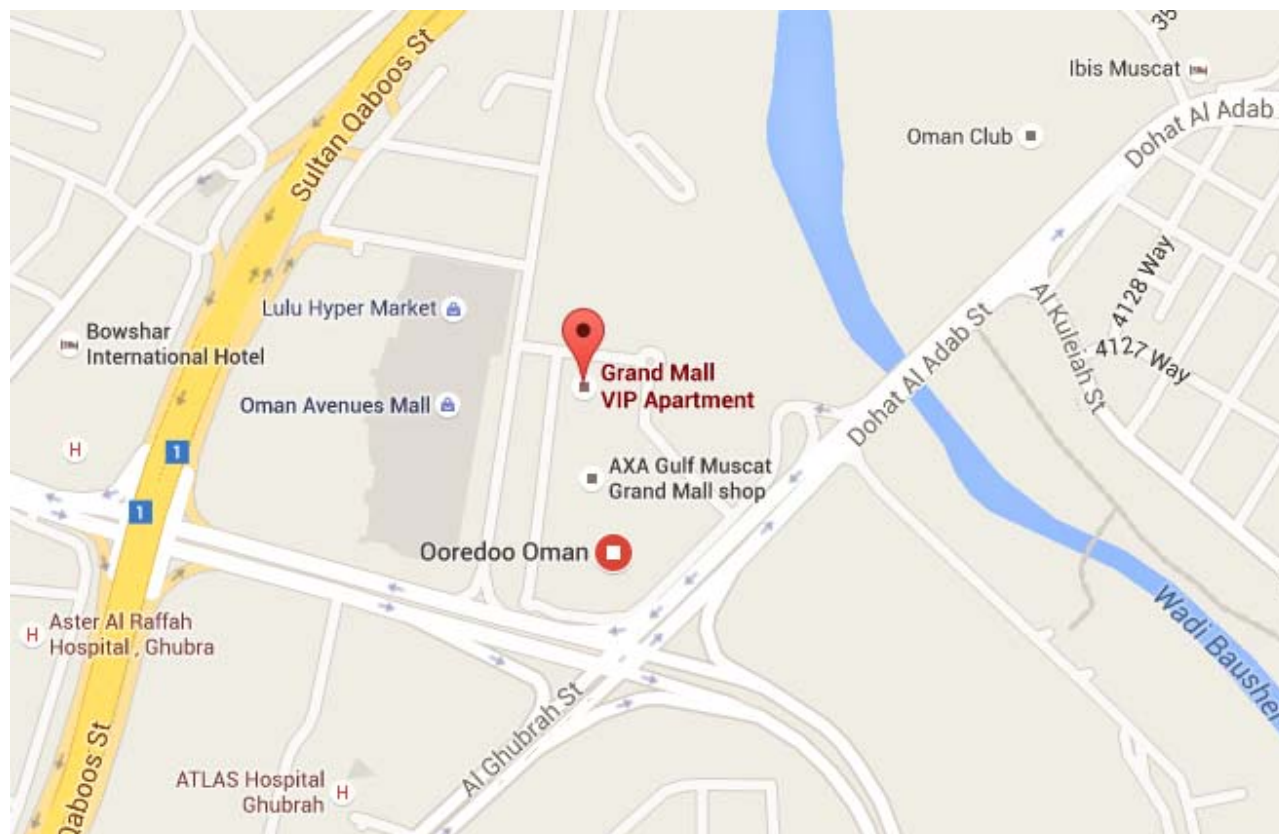 35
Ibis Muscat
Dohat Al Adab
Oman Club
Sultan Qaboos St
4128 Way
Lulu Hyper Market
Al Kuleiah St
Bowshar
International Hotel
4127 Way
Grand Mall
VIP Apartment
Dohat Al Adab St
Oman Avenues Mall
H
1
AXA Gulf Muscat
Grand Mall shop
1
Ooredoo Oman
Wadi Bausher
H
Aster Al Raffah
Hospital , Ghubra
Al Ghubrah St
Qaboos St
ATLAS Hospital
Ghubrah
H